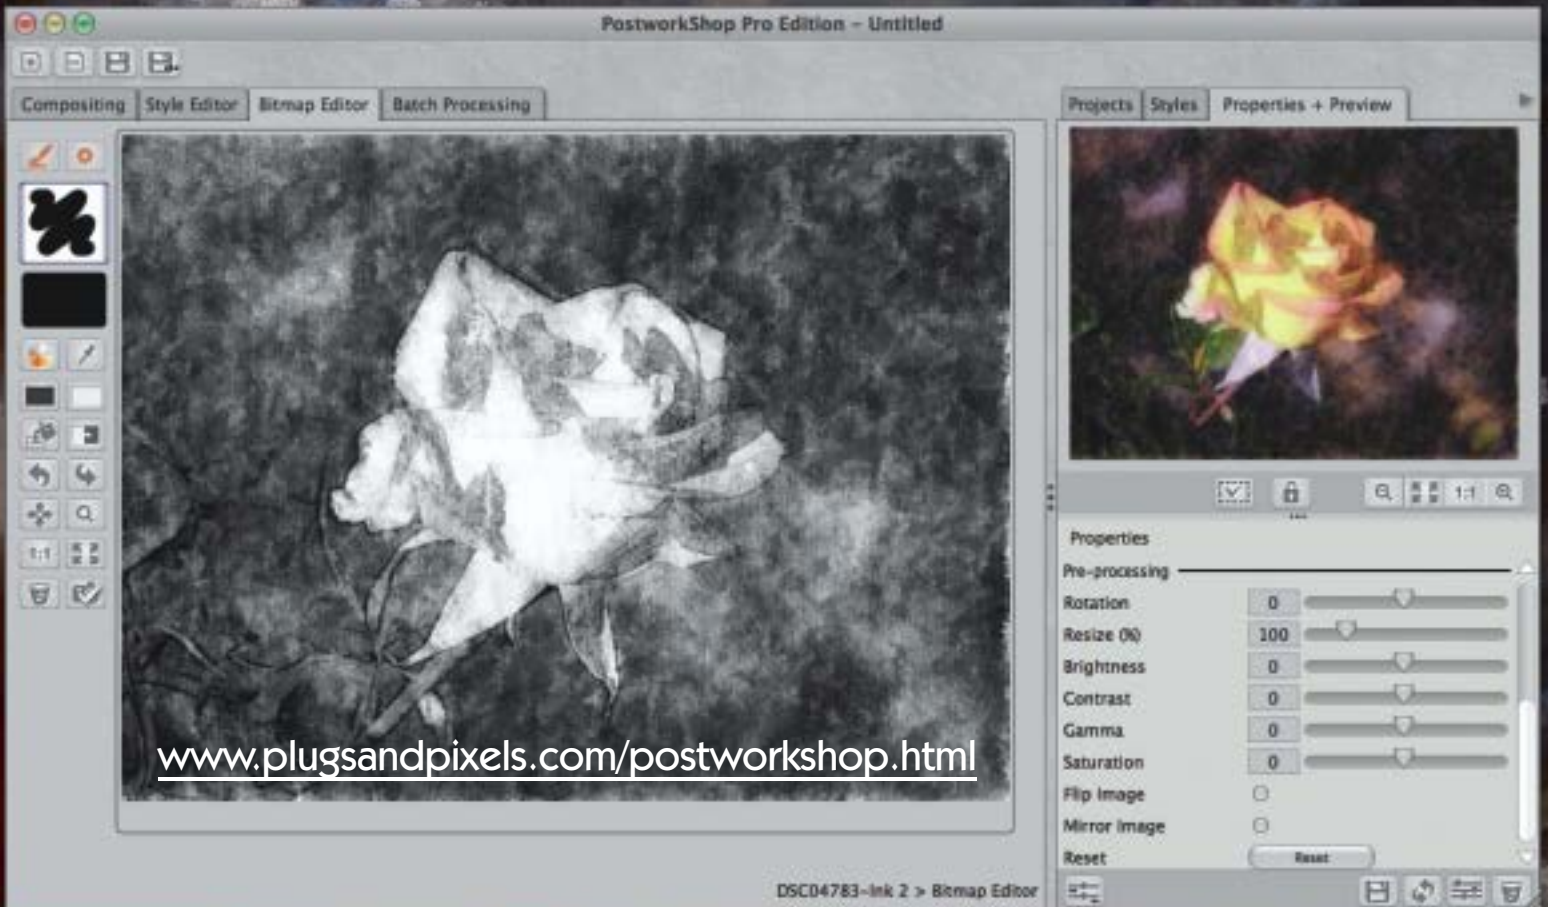 PostworkShop Pro Edition – Untitled
Compositing
Style Editor
Bitmap Editor
Batch Processing
Projects
Styles
Properties + Preview
1:1
1:1
Properties
Pre-processing
Rotation 0
Resize (%) 100
Brightness 0
Contrast 0
Gamma 0
Saturation 0
Flip Image
Mirror Image
Reset Reset
www.plugsandpixels.com/postworkshop.html
DSC04783-Ink 2 > Bitmap Editor